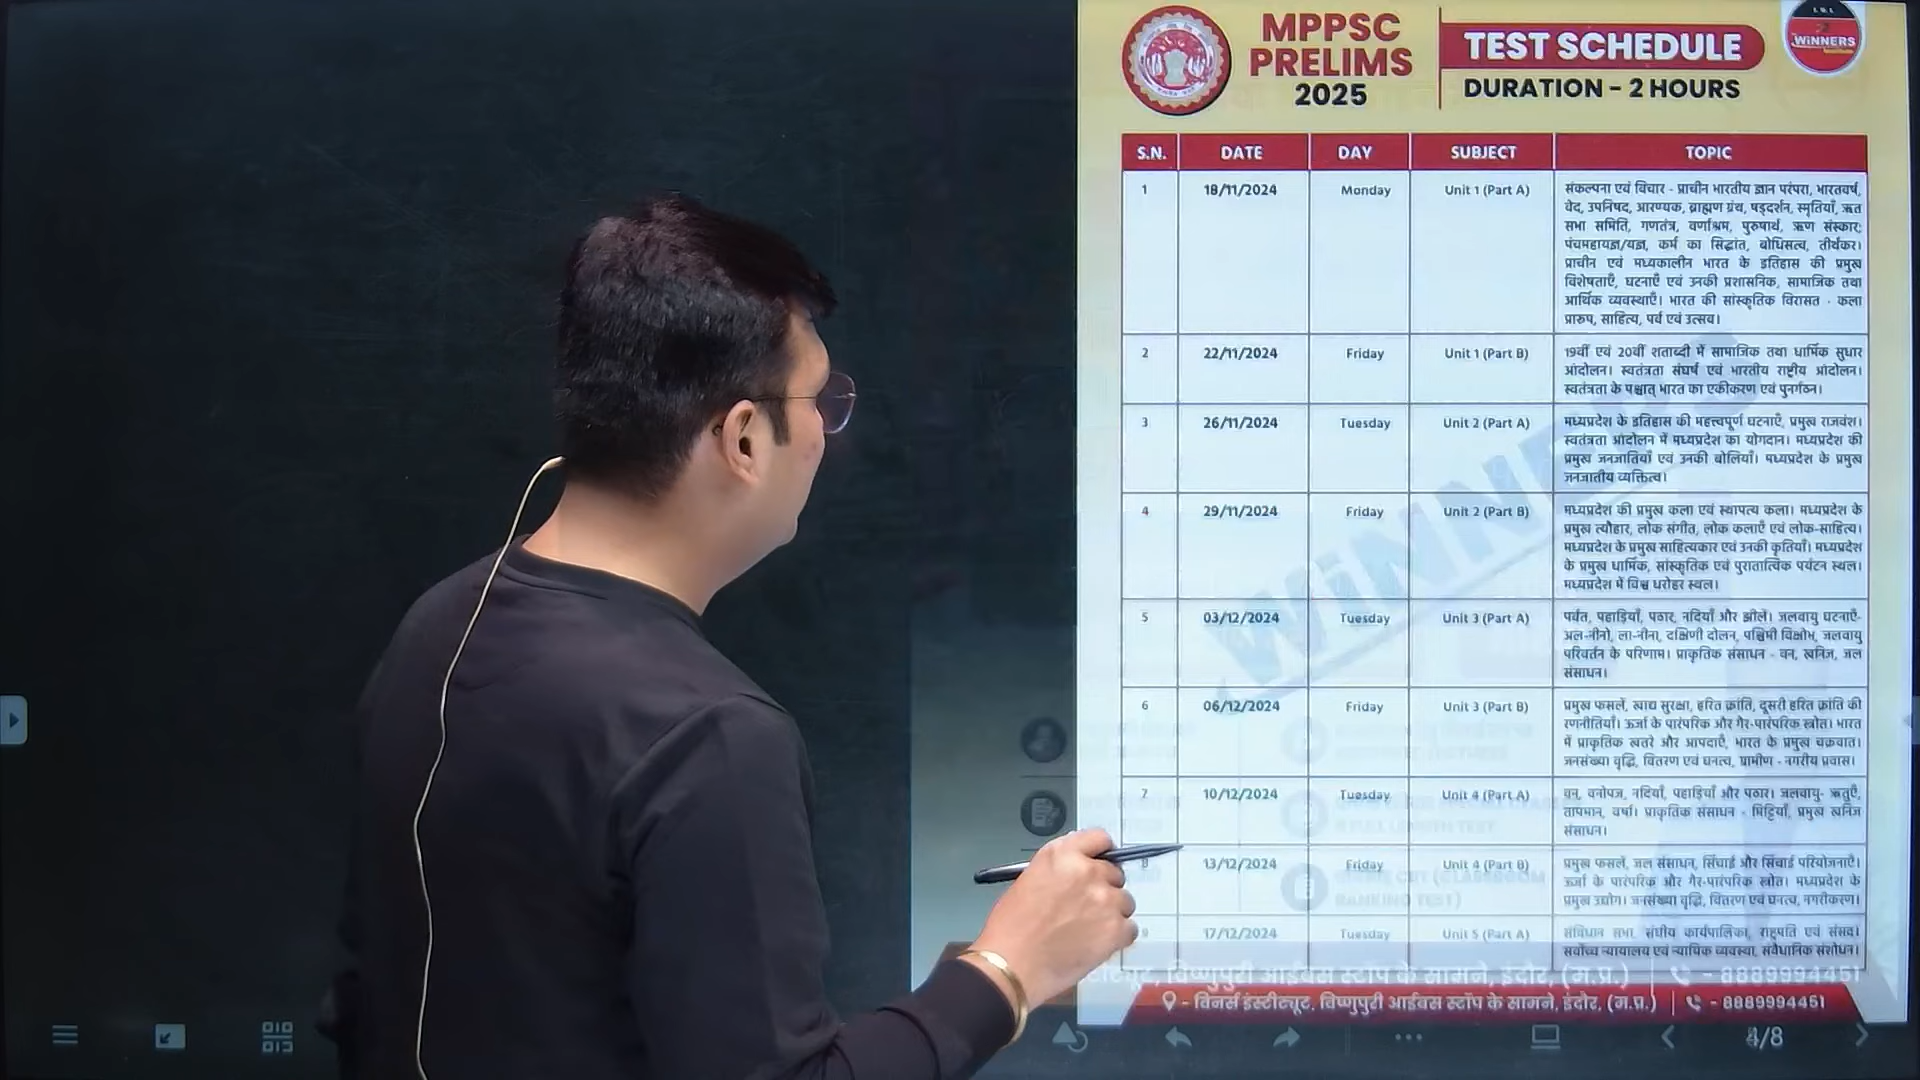 MPPSC
PRELIMS
2025
TEST SCHEDULE
DURATION - 2 HOURS
WiNNERS
S.N. DATE DAY SUBJECT TOPIC
1 18/11/2024 Monday Unit 1 (Part A) संकल्पना एवं विचार - प्राचीन भारतीय ज्ञान परंपरा, भारतवर्ष,
वेद, उपनिषद, आरण्यक, ब्राह्मण ग्रंथ, षड्दर्शन, स्मृतियाँ, ऋत
सभा समिति, गणतंत्र, वर्णाश्रम, पुरुषार्थ, ऋण संस्कार;
पंचमहायज्ञ/यज्ञ, कर्म का सिद्धांत, बोधिसत्व, तीर्थंकर।
प्राचीन एवं मध्यकालीन भारत के इतिहास की प्रमुख
विशेषताएँ, घटनाएँ एवं उनकी प्रशासनिक, सामाजिक तथा
आर्थिक व्यवस्थाएँ। भारत की सांस्कृतिक विरासत - कला
प्रारुप, साहित्य, पर्व एवं उत्सव।
2 22/11/2024 Friday Unit 1 (Part B) 19वीं एवं 20वीं शताब्दी में सामाजिक तथा धार्मिक सुधार
आंदोलन। स्वतंत्रता संघर्ष एवं भारतीय राष्ट्रीय आंदोलन।
स्वतंत्रता के पश्चात् भारत का एकीकरण एवं पुनर्गठन।
3 26/11/2024 Tuesday Unit 2 (Part A) मध्यप्रदेश के इतिहास की महत्त्वपूर्ण घटनाएँ, प्रमुख राजवंश।
स्वतंत्रता आंदोलन में मध्यप्रदेश का योगदान। मध्यप्रदेश की
प्रमुख जनजातियाँ एवं उनकी बोलियाँ। मध्यप्रदेश के प्रमुख
जनजातीय व्यक्तित्व।
4 29/11/2024 Friday Unit 2 (Part B) मध्यप्रदेश की प्रमुख कला एवं स्थापत्य कला। मध्यप्रदेश के
प्रमुख त्यौहार, लोक संगीत, लोक कलाएँ एवं लोक-साहित्य।
मध्यप्रदेश के प्रमुख साहित्यकार एवं उनकी कृतियाँ। मध्यप्रदेश
के प्रमुख धार्मिक, सांस्कृतिक एवं पुरातात्विक पर्यटन स्थल।
मध्यप्रदेश में विश्व धरोहर स्थल।
5 03/12/2024 Tuesday Unit 3 (Part A) पर्वत, पहाड़ियाँ, पठार, नदियाँ और झीलें। जलवायु घटनाएँ-
अल-नीनो, ला-नीना, दक्षिणी दोलन, पश्चिमी विक्षोभ, जलवायु
परिवर्तन के परिणाम। प्राकृतिक संसाधन - वन, खनिज, जल
संसाधन।
6 06/12/2024 Friday Unit 3 (Part B) प्रमुख फसलें, खाद्य सुरक्षा, हरित क्रांति, दूसरी हरित क्रांति की
रणनीतियाँ। ऊर्जा के पारंपरिक और गैर-पारंपरिक स्त्रोत। भारत
में प्राकृतिक खतरे और आपदाएँ, भारत के प्रमुख चक्रवात।
जनसंख्या वृद्धि, वितरण एवं घनत्व, ग्रामीण - नगरीय प्रवास।
7 10/12/2024 Tuesday Unit 4 (Part A) वन, वनोपज, नदियाँ, पहाड़ियाँ और पठार। जलवायु- ऋतुएँ,
तापमान, वर्षा। प्राकृतिक संसाधन - मिट्टियाँ, प्रमुख खनिज
संसाधन।
8 13/12/2024 Friday Unit 4 (Part B) प्रमुख फसलें, जल संसाधन, सिंचाई और सिंचाई परियोजनाएँ।
ऊर्जा के पारंपरिक और गैर-पारंपरिक स्त्रोत। मध्यप्रदेश के
प्रमुख उद्योग। जनसंख्या वृद्धि, वितरण एवं घनत्व, नगरीकरण।
9 17/12/2024 Tuesday Unit 5 (Part A) संविधान सभा, संघीय कार्यपालिका, राष्ट्रपति एवं संसद।
सर्वोच्च न्यायालय एवं न्यायिक व्यवस्था, संवैधानिक संशोधन।
WiNNERS
विष्णुपुरी आईबस स्टॉप के सामने, इंदौर, (म.प्र.) - 8889994451
- विनर्स इंस्टीट्यूट, विष्णुपुरी आईबस स्टॉप के सामने, इंदौर, (म.प्र.) - 8889994451
4/8